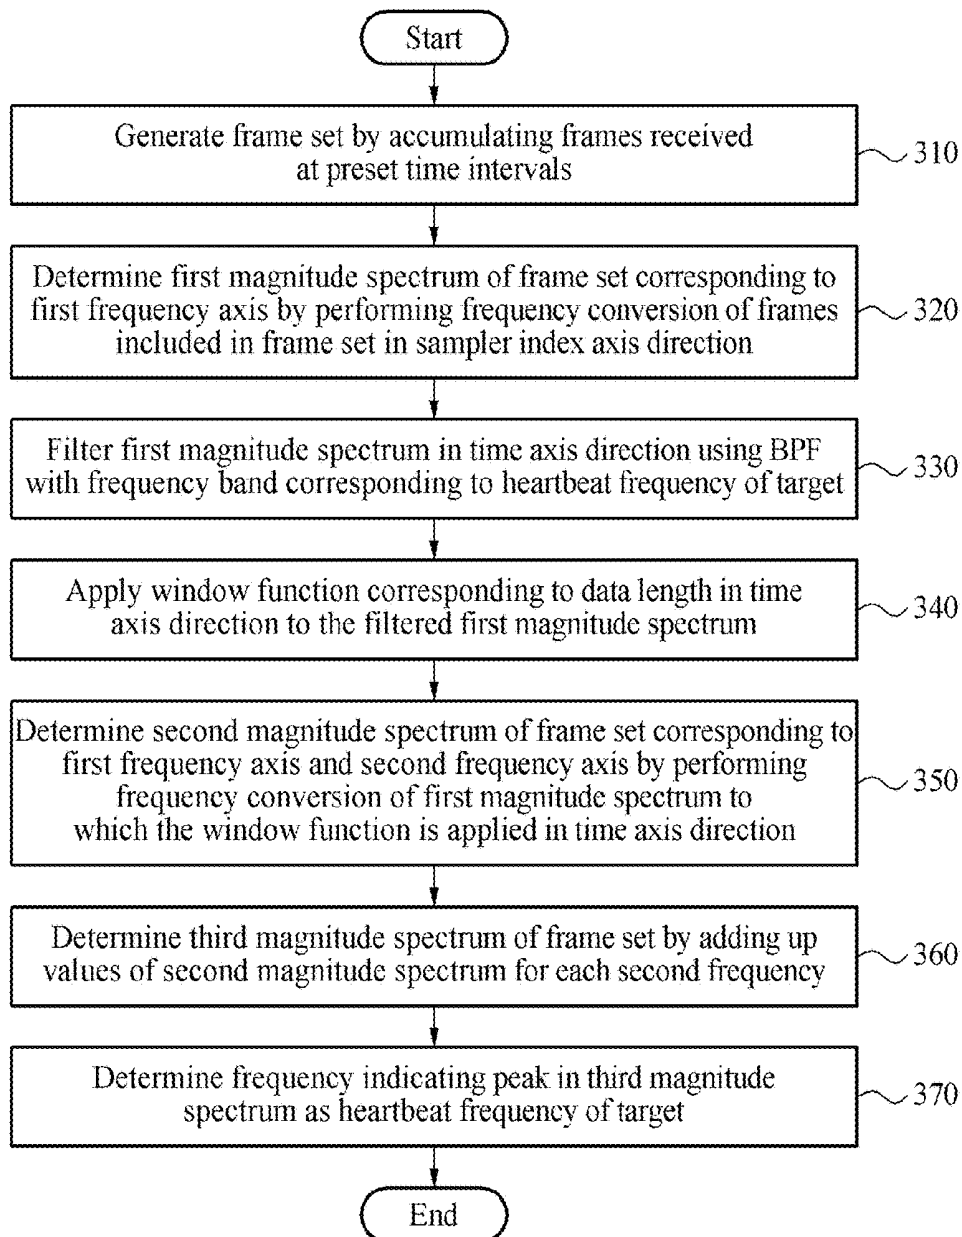 Start
Generate frame set by accumulating frames received
at preset time intervals
310
Determine first magnitude spectrum of frame set corresponding to
first frequency axis by performing frequency conversion of frames
included in frame set in sampler index axis direction
320
Filter first magnitude spectrum in time axis direction using BPF
with frequency band corresponding to heartbeat frequency of target
330
Apply window function corresponding to data length in time
axis direction to the filtered first magnitude spectrum
340
Determine second magnitude spectrum of frame set corresponding to
first frequency axis and second frequency axis by performing
frequency conversion of first magnitude spectrum to
which the window function is applied in time axis direction
350
Determine third magnitude spectrum of frame set by adding up
values of second magnitude spectrum for each second frequency
360
Determine frequency indicating peak in third magnitude
spectrum as heartbeat frequency of target
370
End